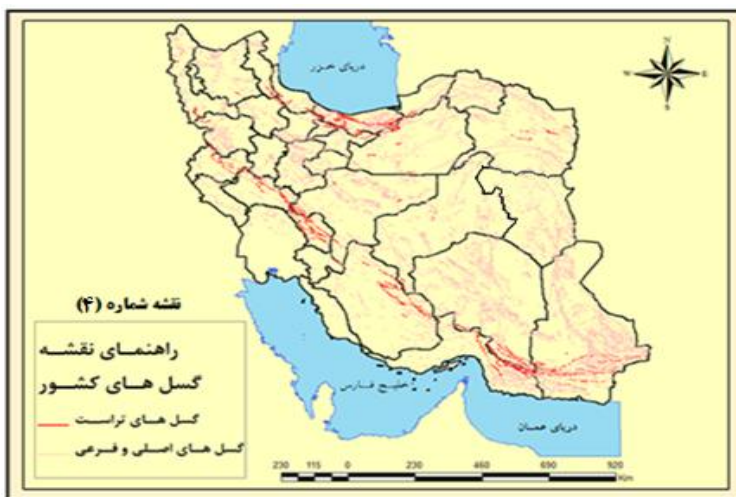 دریای خزر
N
W E
S
نقشه شماره (۴)
راهنمای نقشه
گسل های کشور
گسل های تراست
گسل های اصلی و فرعی
خلیج فارس
دریای عمان
230 115 0 230 460 690 920
Km